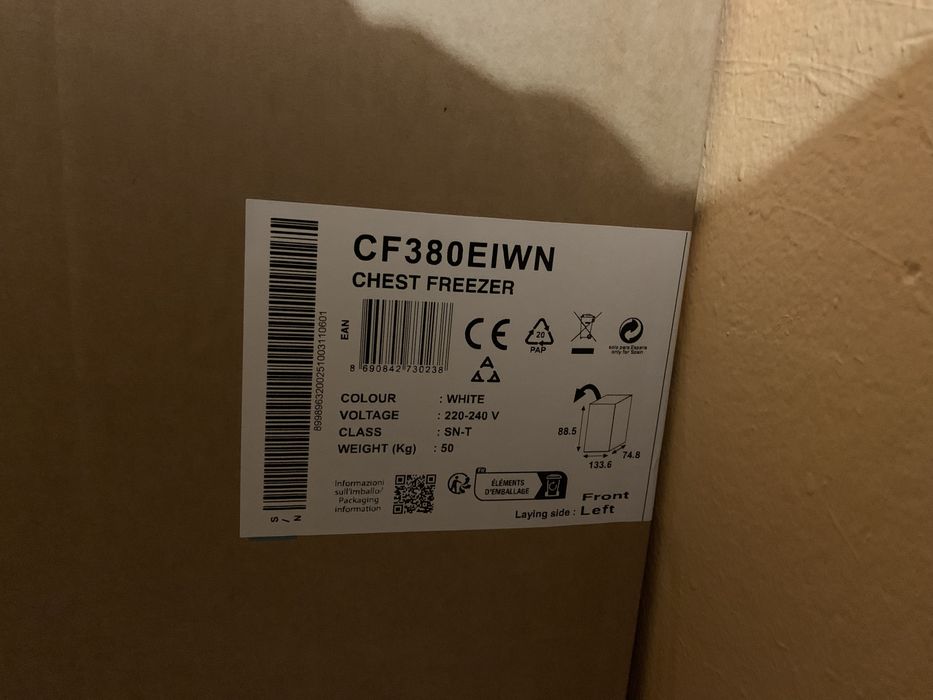 CF380EIWN
CHEST FREEZER
EAN
8 690842 730238
CE
20
PAP
solo para España
only for Spain
COLOUR : WHITE
VOLTAGE : 220-240 V
CLASS : SN-T
WEIGHT (Kg) : 50
88.5
133.6
74.8
Informazioni
sull'imballo/
Packaging
information
FR
ÉLÉMENTS
D'EMBALLAGE
Front
Laying side : Left
S / N
8998963200251003110601